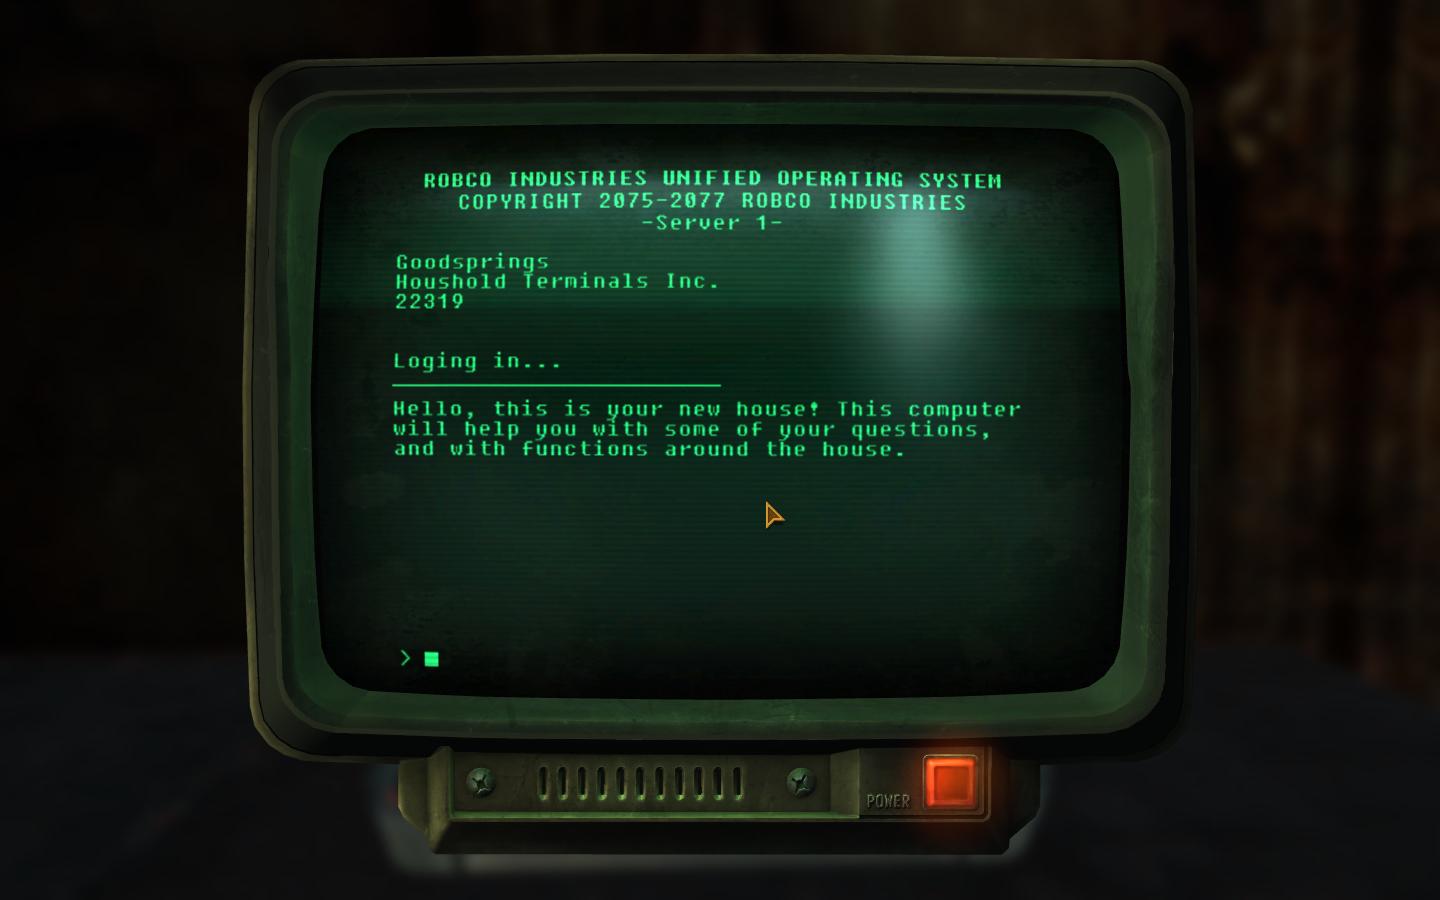 ROBCO INDUSTRIES UNIFIED OPERATING SYSTEM
COPYRIGHT 2075-2077 ROBCO INDUSTRIES
-Server 1-
Goodsprings
Houshold Terminals Inc.
22319
Loging in...
Hello, this is your new house! This computer
will help you with some of your questions,
and with functions around the house.
>
POWER